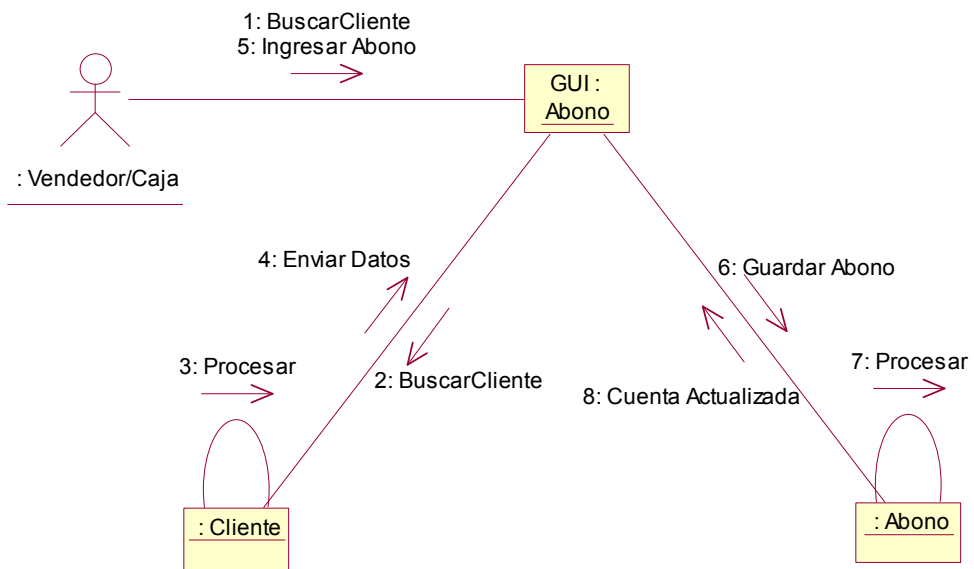 1: BuscarCliente
5: Ingresar Abono
GUI :
Abono
: Vendedor/Caja
4: Enviar Datos
6: Guardar Abono
3: Procesar
2: BuscarCliente
8: Cuenta Actualizada
7: Procesar
: Cliente
: Abono